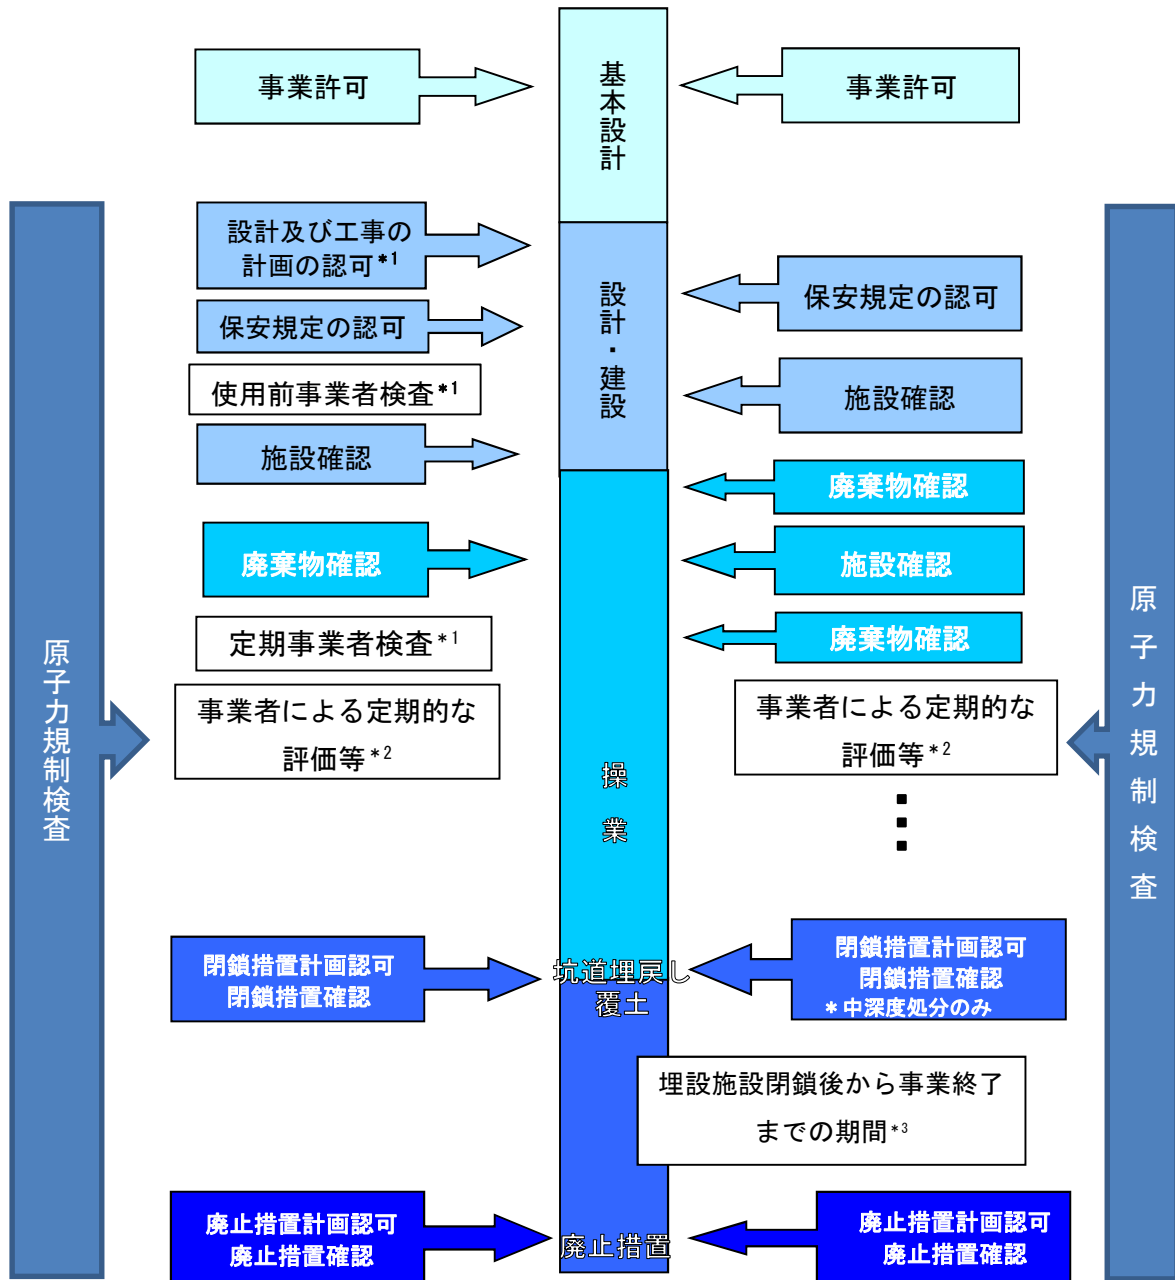 基本設計
事業許可
事業許可
原子力規制検査
設計及び工事の
計画の認可*1
保安規定の認可
使用前事業者検査*1
施設確認
設計・建設
保安規定の認可
施設確認
廃棄物確認
廃棄物確認
施設確認
廃棄物確認
定期事業者検査*1
事業者による定期的な
評価等*2
操業
事業者による定期的な
評価等*2
原子力規制検査
閉鎖措置計画認可
閉鎖措置確認
坑道埋戻し
覆土
閉鎖措置計画認可
閉鎖措置確認
*中深度処分のみ
埋設施設閉鎖後から事業終了
までの期間*3
廃止措置計画認可
廃止措置確認
廃止措置
廃止措置計画認可
廃止措置確認